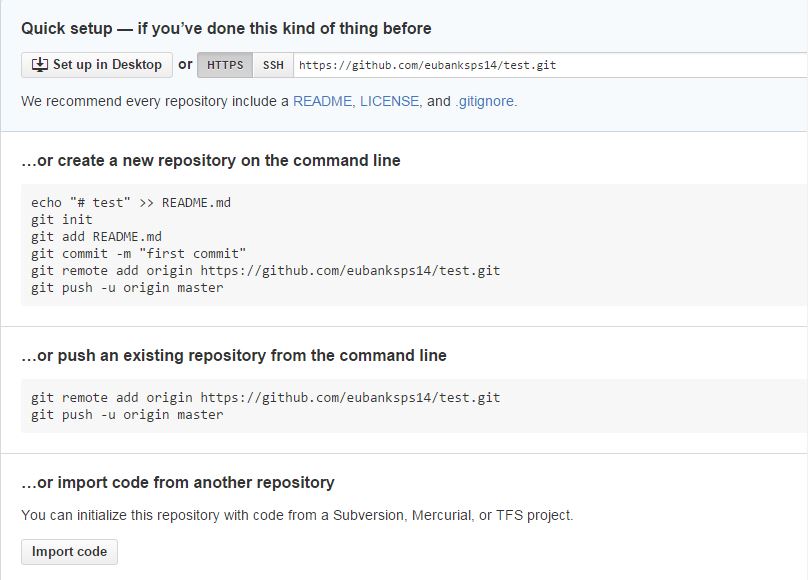 Quick setup — if you’ve done this kind of thing before
Set up in Desktop or HTTPS SSH https://github.com/eubanksps14/test.git
We recommend every repository include a README, LICENSE, and .gitignore.
…or create a new repository on the command line
echo "# test" >> README.md
git init
git add README.md
git commit -m "first commit"
git remote add origin https://github.com/eubanksps14/test.git
git push -u origin master
…or push an existing repository from the command line
git remote add origin https://github.com/eubanksps14/test.git
git push -u origin master
…or import code from another repository
You can initialize this repository with code from a Subversion, Mercurial, or TFS project.
Import code